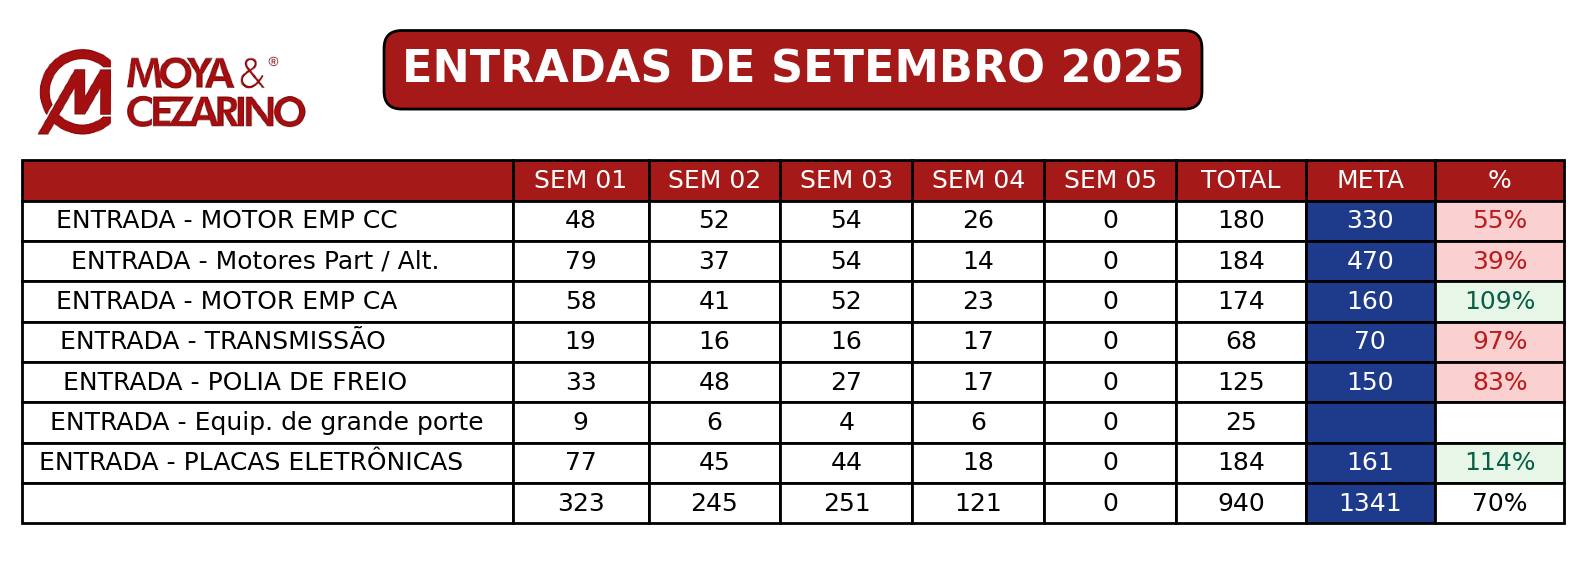 MOYA &®
CEZARINO
ENTRADAS DE SETEMBRO 2025
SEM 01 SEM 02 SEM 03 SEM 04 SEM 05 TOTAL META %
ENTRADA - MOTOR EMP CC 48 52 54 26 0 180 330 55%
ENTRADA - Motores Part / Alt. 79 37 54 14 0 184 470 39%
ENTRADA - MOTOR EMP CA 58 41 52 23 0 174 160 109%
ENTRADA - TRANSMISSÃO 19 16 16 17 0 68 70 97%
ENTRADA - POLIA DE FREIO 33 48 27 17 0 125 150 83%
ENTRADA - Equip. de grande porte 9 6 4 6 0 25
ENTRADA - PLACAS ELETRÔNICAS 77 45 44 18 0 184 161 114%
323 245 251 121 0 940 1341 70%